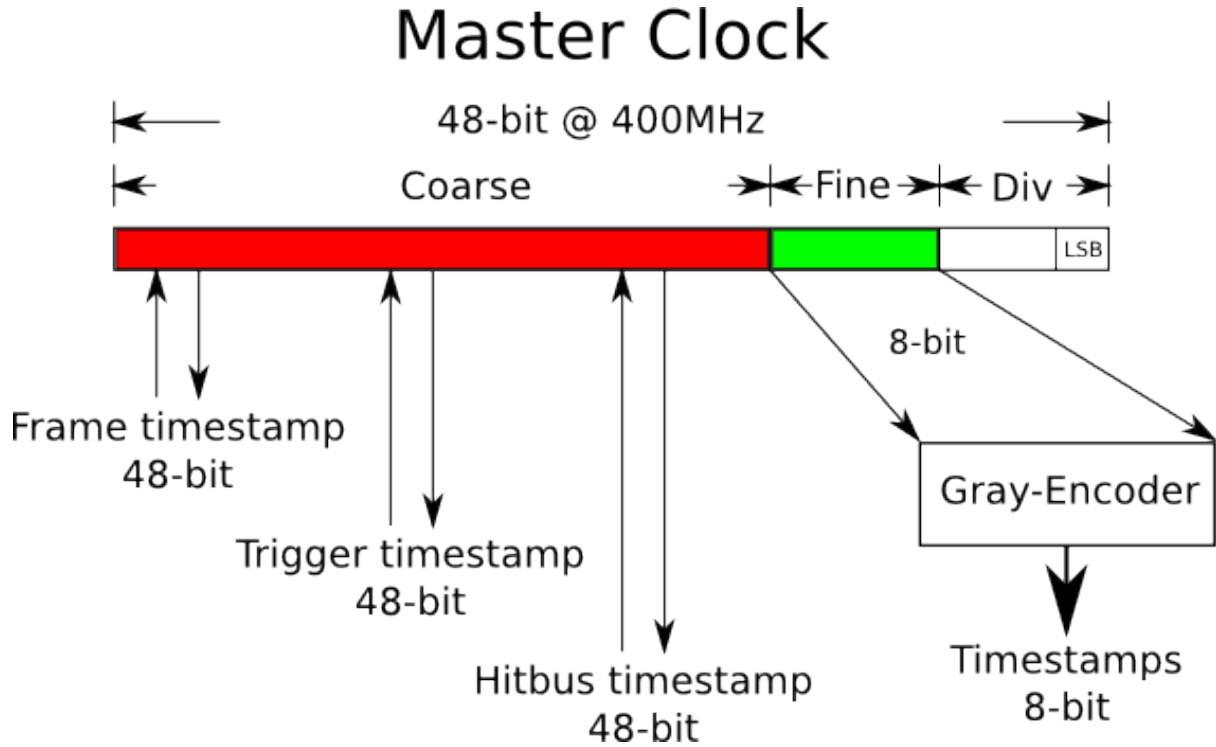 Master Clock
48-bit @ 400MHz
Coarse
Fine
Div
LSB
8-bit
Frame timestamp
48-bit
Gray-Encoder
Trigger timestamp
48-bit
Hitbus timestamp
48-bit
Timestamps
8-bit